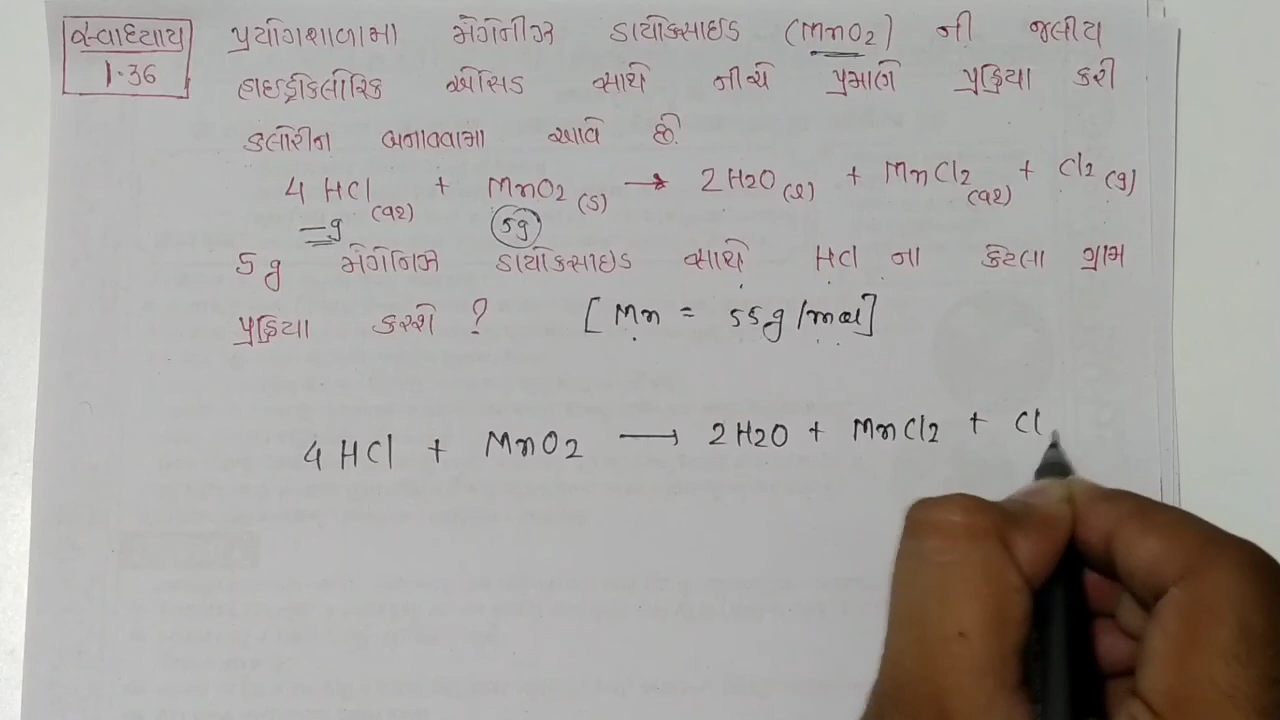 સ્વાધ્યાય
1.36
પ્રયોગશાળામા મેંગેનીઝ ડાયોક્સાઇડ (MnO2) ની જલીય
હાઇડ્રોક્લોરિક એસિડ સાથે નીચે પ્રમાણે પ્રક્રિયા કરી
ક્લોરીન બનાવવામા આવે છે
4 HCl (aq) + MnO2 (s) → 2H2O (l) + MnCl2 (aq) + Cl2 (g)
— g 5g
5 g મેંગેનિઝ ડાયોક્સાઇડ સાથે HCl ના કેટલા ગ્રામ
પ્રક્રિયા કરશે ? [Mn = 55g/mol]
4 HCl + MnO2 → 2H2O + MnCl2 + Cl